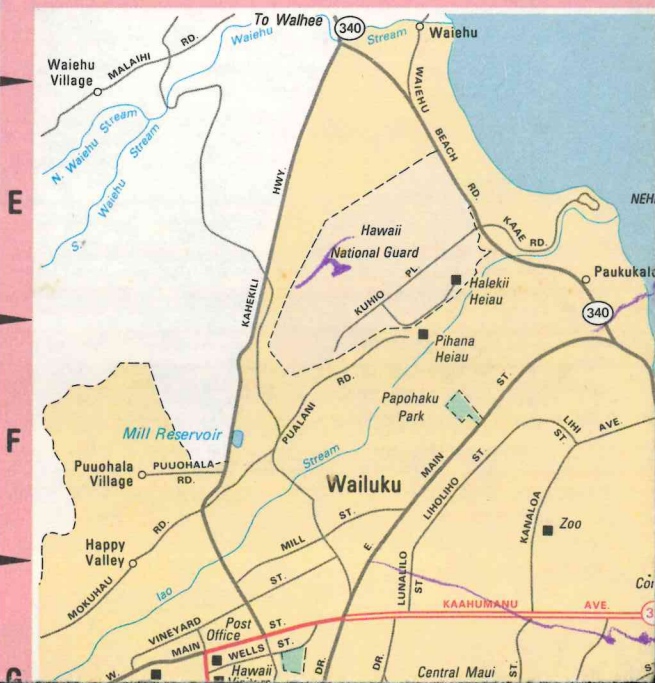 To Waihee
340
Waiehu
Stream
Waiehu
Waiehu
Village
MALAIHI RD.
WAIEHU
BEACH
RD.
N. Waiehu Stream
S. Waiehu Stream
HWY.
KAHEKILI
E
Hawaii
National Guard
KAAE RD.
KUHIO PL
Halekii
Heiau
Paukukalo
340
Pihana
Heiau
PUALANI RD.
Papohaku
Park
E. MAIN ST.
F
Mill Reservoir
Puuohala
Village
PUUOHALA
RD.
Iao Stream
Wailuku
LIHOLIHO ST.
LIHI
ST.
AVE.
KANALOA
Zoo
Happy
Valley
MOKUHAU RD.
MILL ST.
LUNALILO
ST.
VINEYARD ST.
KAAHUMANU AVE.
3
Post
Office
W. MAIN ST.
WELLS ST.
Hawaii
DR.
DR.
Central Maui
ST.
G